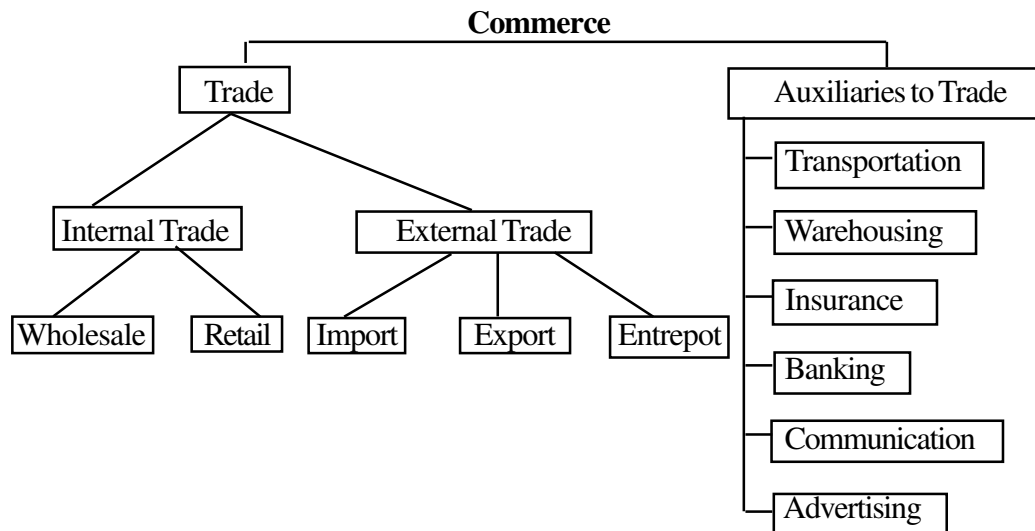 Commerce
Trade
Auxiliaries to Trade
Transportation
Internal Trade
External Trade
Warehousing
Insurance
Wholesale
Retail
Import
Export
Entrepot
Banking
Communication
Advertising